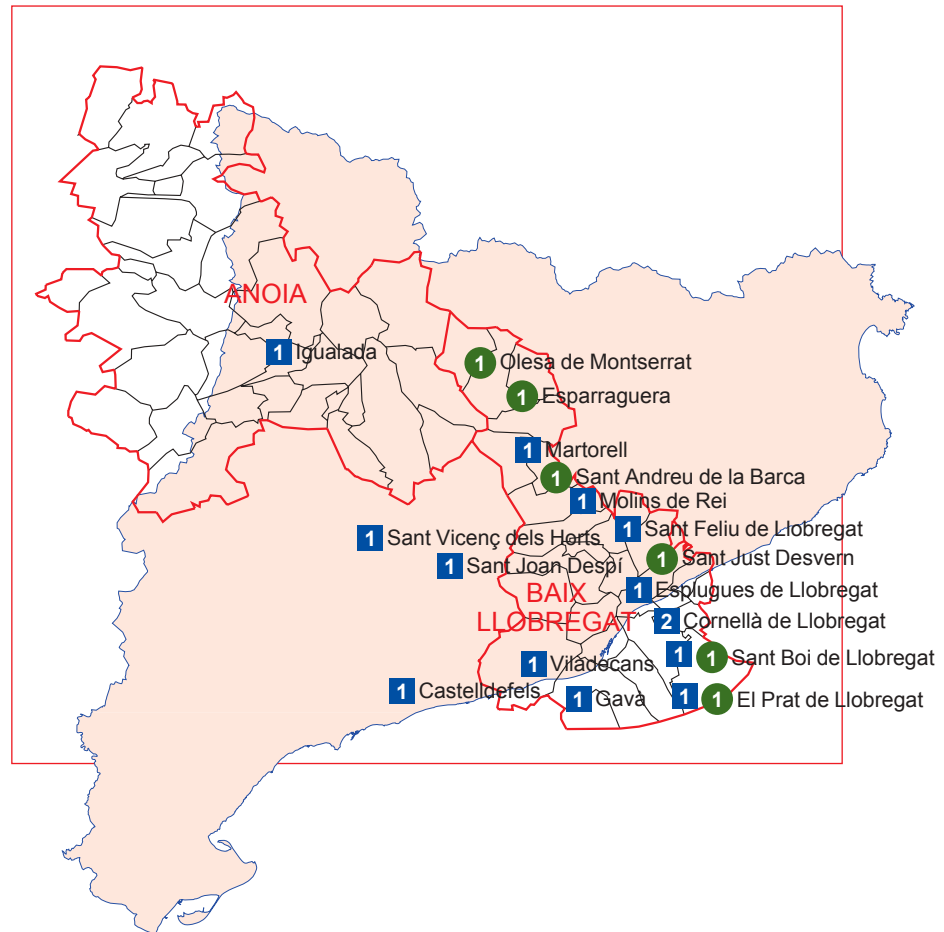 ANOIA
1 Igualada
1 Olesa de Montserrat
1 Esparraguera
1 Martorell
1 Sant Andreu de la Barca
1 Molins de Rei
1 Sant Feliu de Llobregat
1 Sant Vicenç dels Horts
1 Sant Just Desvern
1 Sant Joan Despí
1 Esplugues de Llobregat
BAIX
LLOBREGAT
2 Cornellà de Llobregat
1 1 Sant Boi de Llobregat
1 Viladecans
1 Castelldefels
1 Gavà
1 1 El Prat de Llobregat